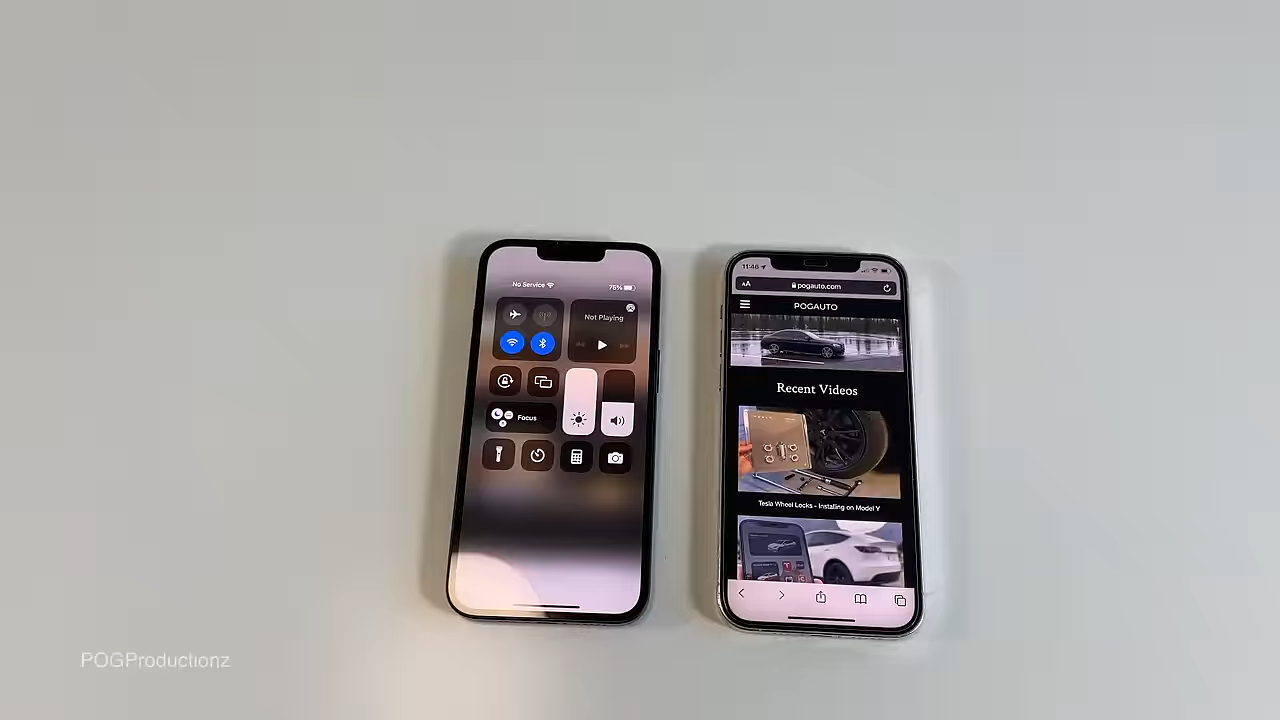 No Service
75%
Not Playing
Focus
11:46
AA
pogauto.com
POGAUTO
Recent Videos
Tesla Wheel Locks - Installing on Model Y
POGProductionz